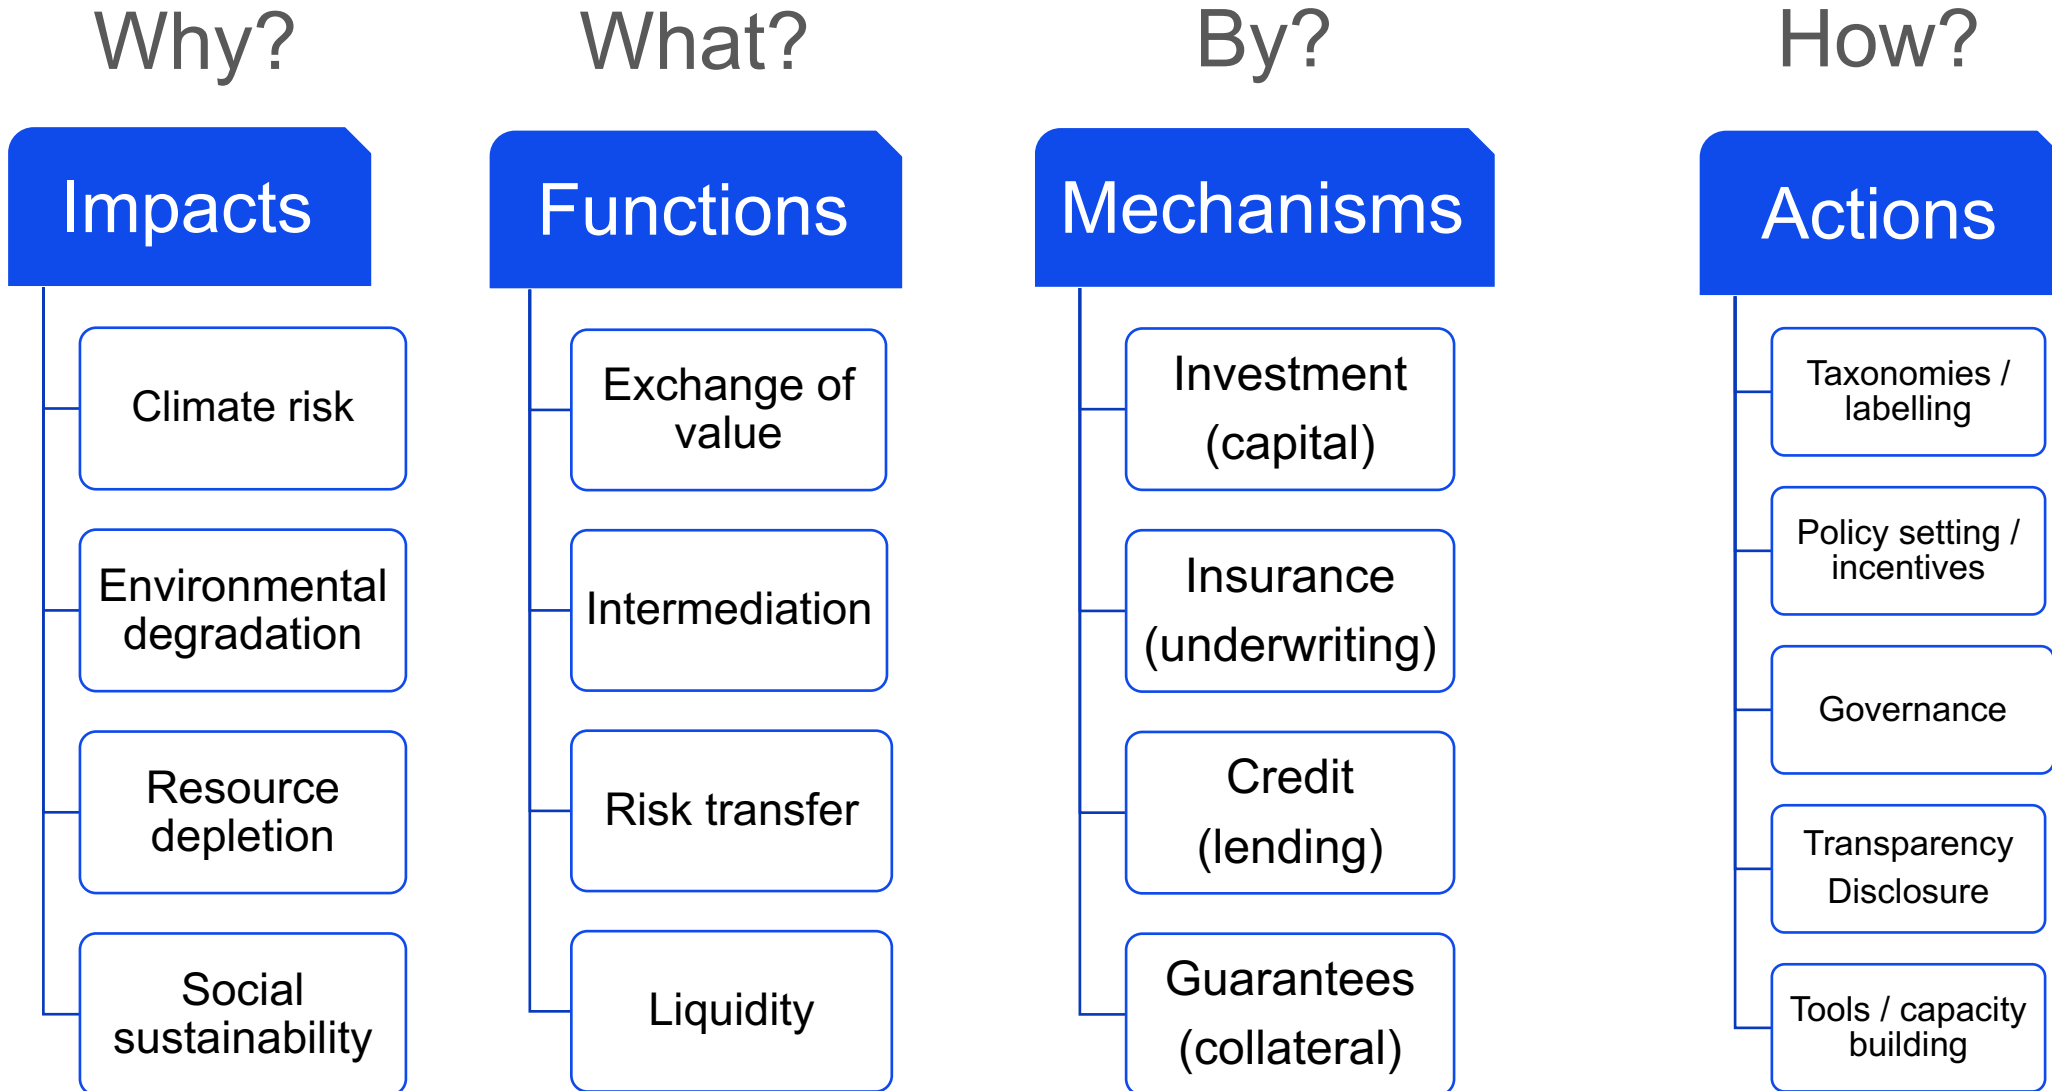 Why?
Impacts
Climate risk
Environmental
degradation
Resource
depletion
Social
sustainability
What?
Functions
Exchange of
value
Intermediation
Risk transfer
Liquidity
By?
Mechanisms
Investment
(capital)
Insurance
(underwriting)
Credit
(lending)
Guarantees
(collateral)
How?
Actions
Taxonomies /
labelling
Policy setting /
incentives
Governance
Transparency
Disclosure
Tools / capacity
building